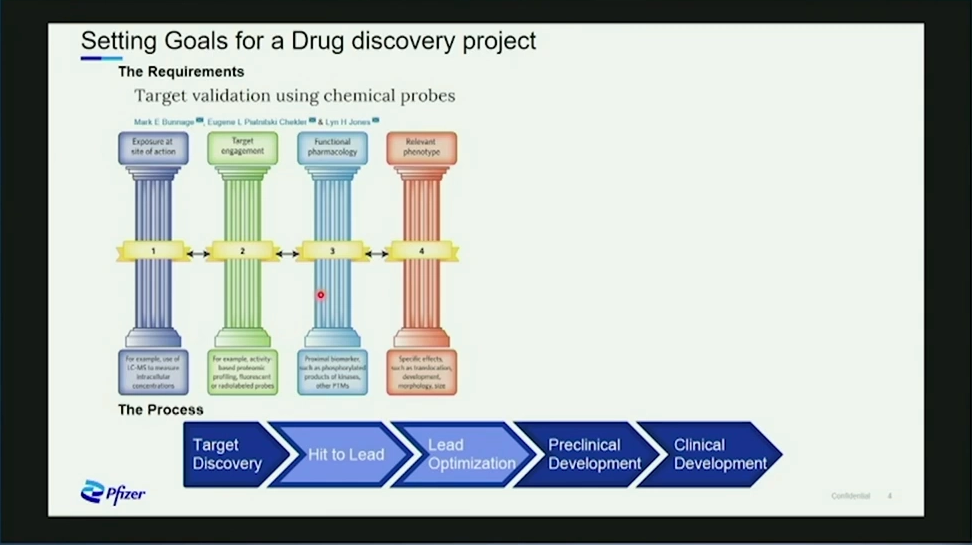 Setting Goals for a Drug discovery project
The Requirements
Target validation using chemical probes
Mark E Bunnage, Eugene L Piatnitski Chekler & Lyn H Jones
Exposure at
site of action
Target
engagement
Functional
pharmacology
Relevant
phenotype
1
2
3
4
For example, use of
LC-MS to measure
intracellular
concentrations
For example, activity-
based proteomic
profiling, fluorescent
or radiolabeled probes
Proximal biomarker,
such as phosphorylated
products of kinases,
other PTMs
Specific effects,
such as translocation,
development,
morphology, size
The Process
Target
Discovery
Hit to Lead
Lead
Optimization
Preclinical
Development
Clinical
Development
Pfizer
Confidential 4